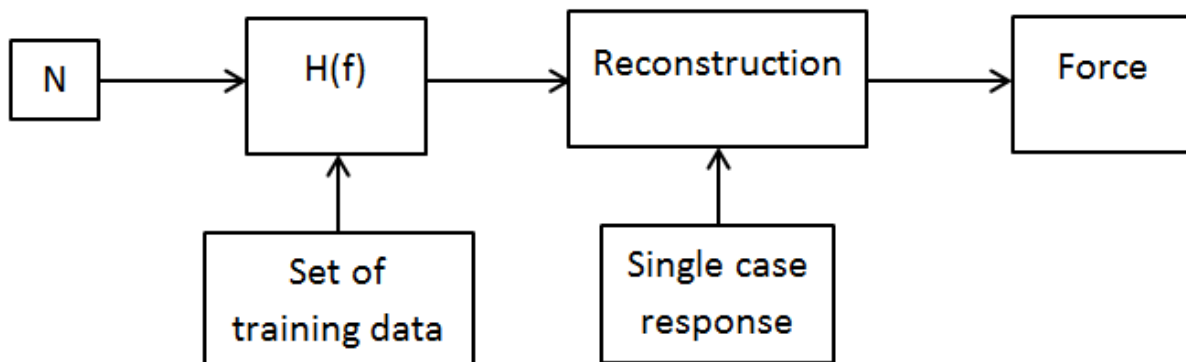 N
H(f)
Reconstruction
Force
Set of
training data
Single case
response